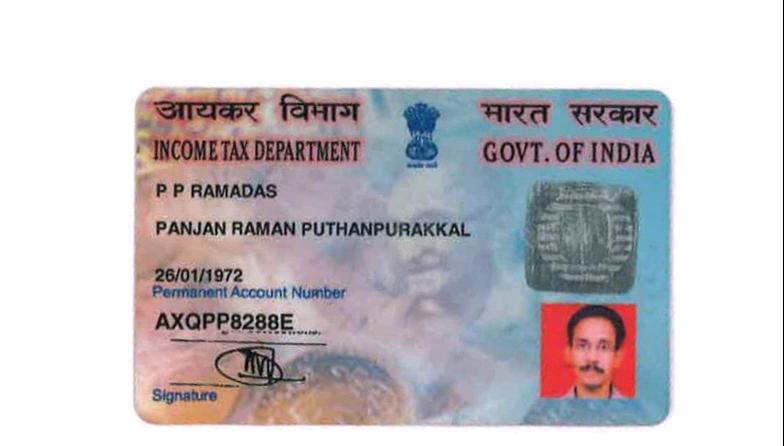 आयकर विभाग
भारत सरकार
INCOME TAX DEPARTMENT
GOVT. OF INDIA
P P RAMADAS
PANJAN RAMAN PUTHANPURAKKAL
26/01/1972
Permanent Account Number
AXQPP8288E
Signature